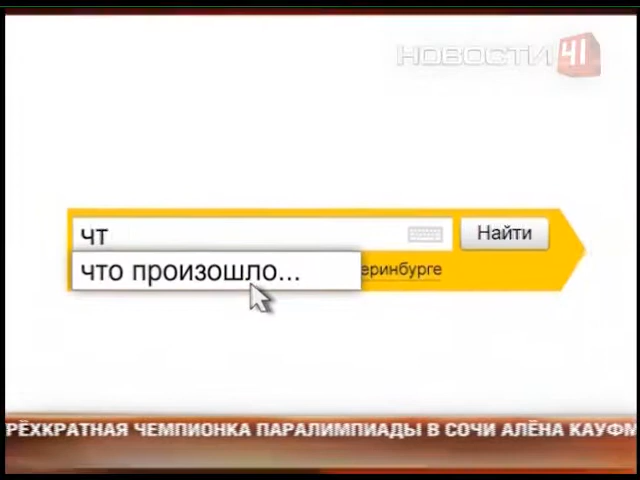 НОВОСТИ 41
чт
Найти
что произошло...
еринбурге
РЁХКРАТНАЯ ЧЕМПИОНКА ПАРАЛИМПИАДЫ В СОЧИ АЛЁНА КАУФМ